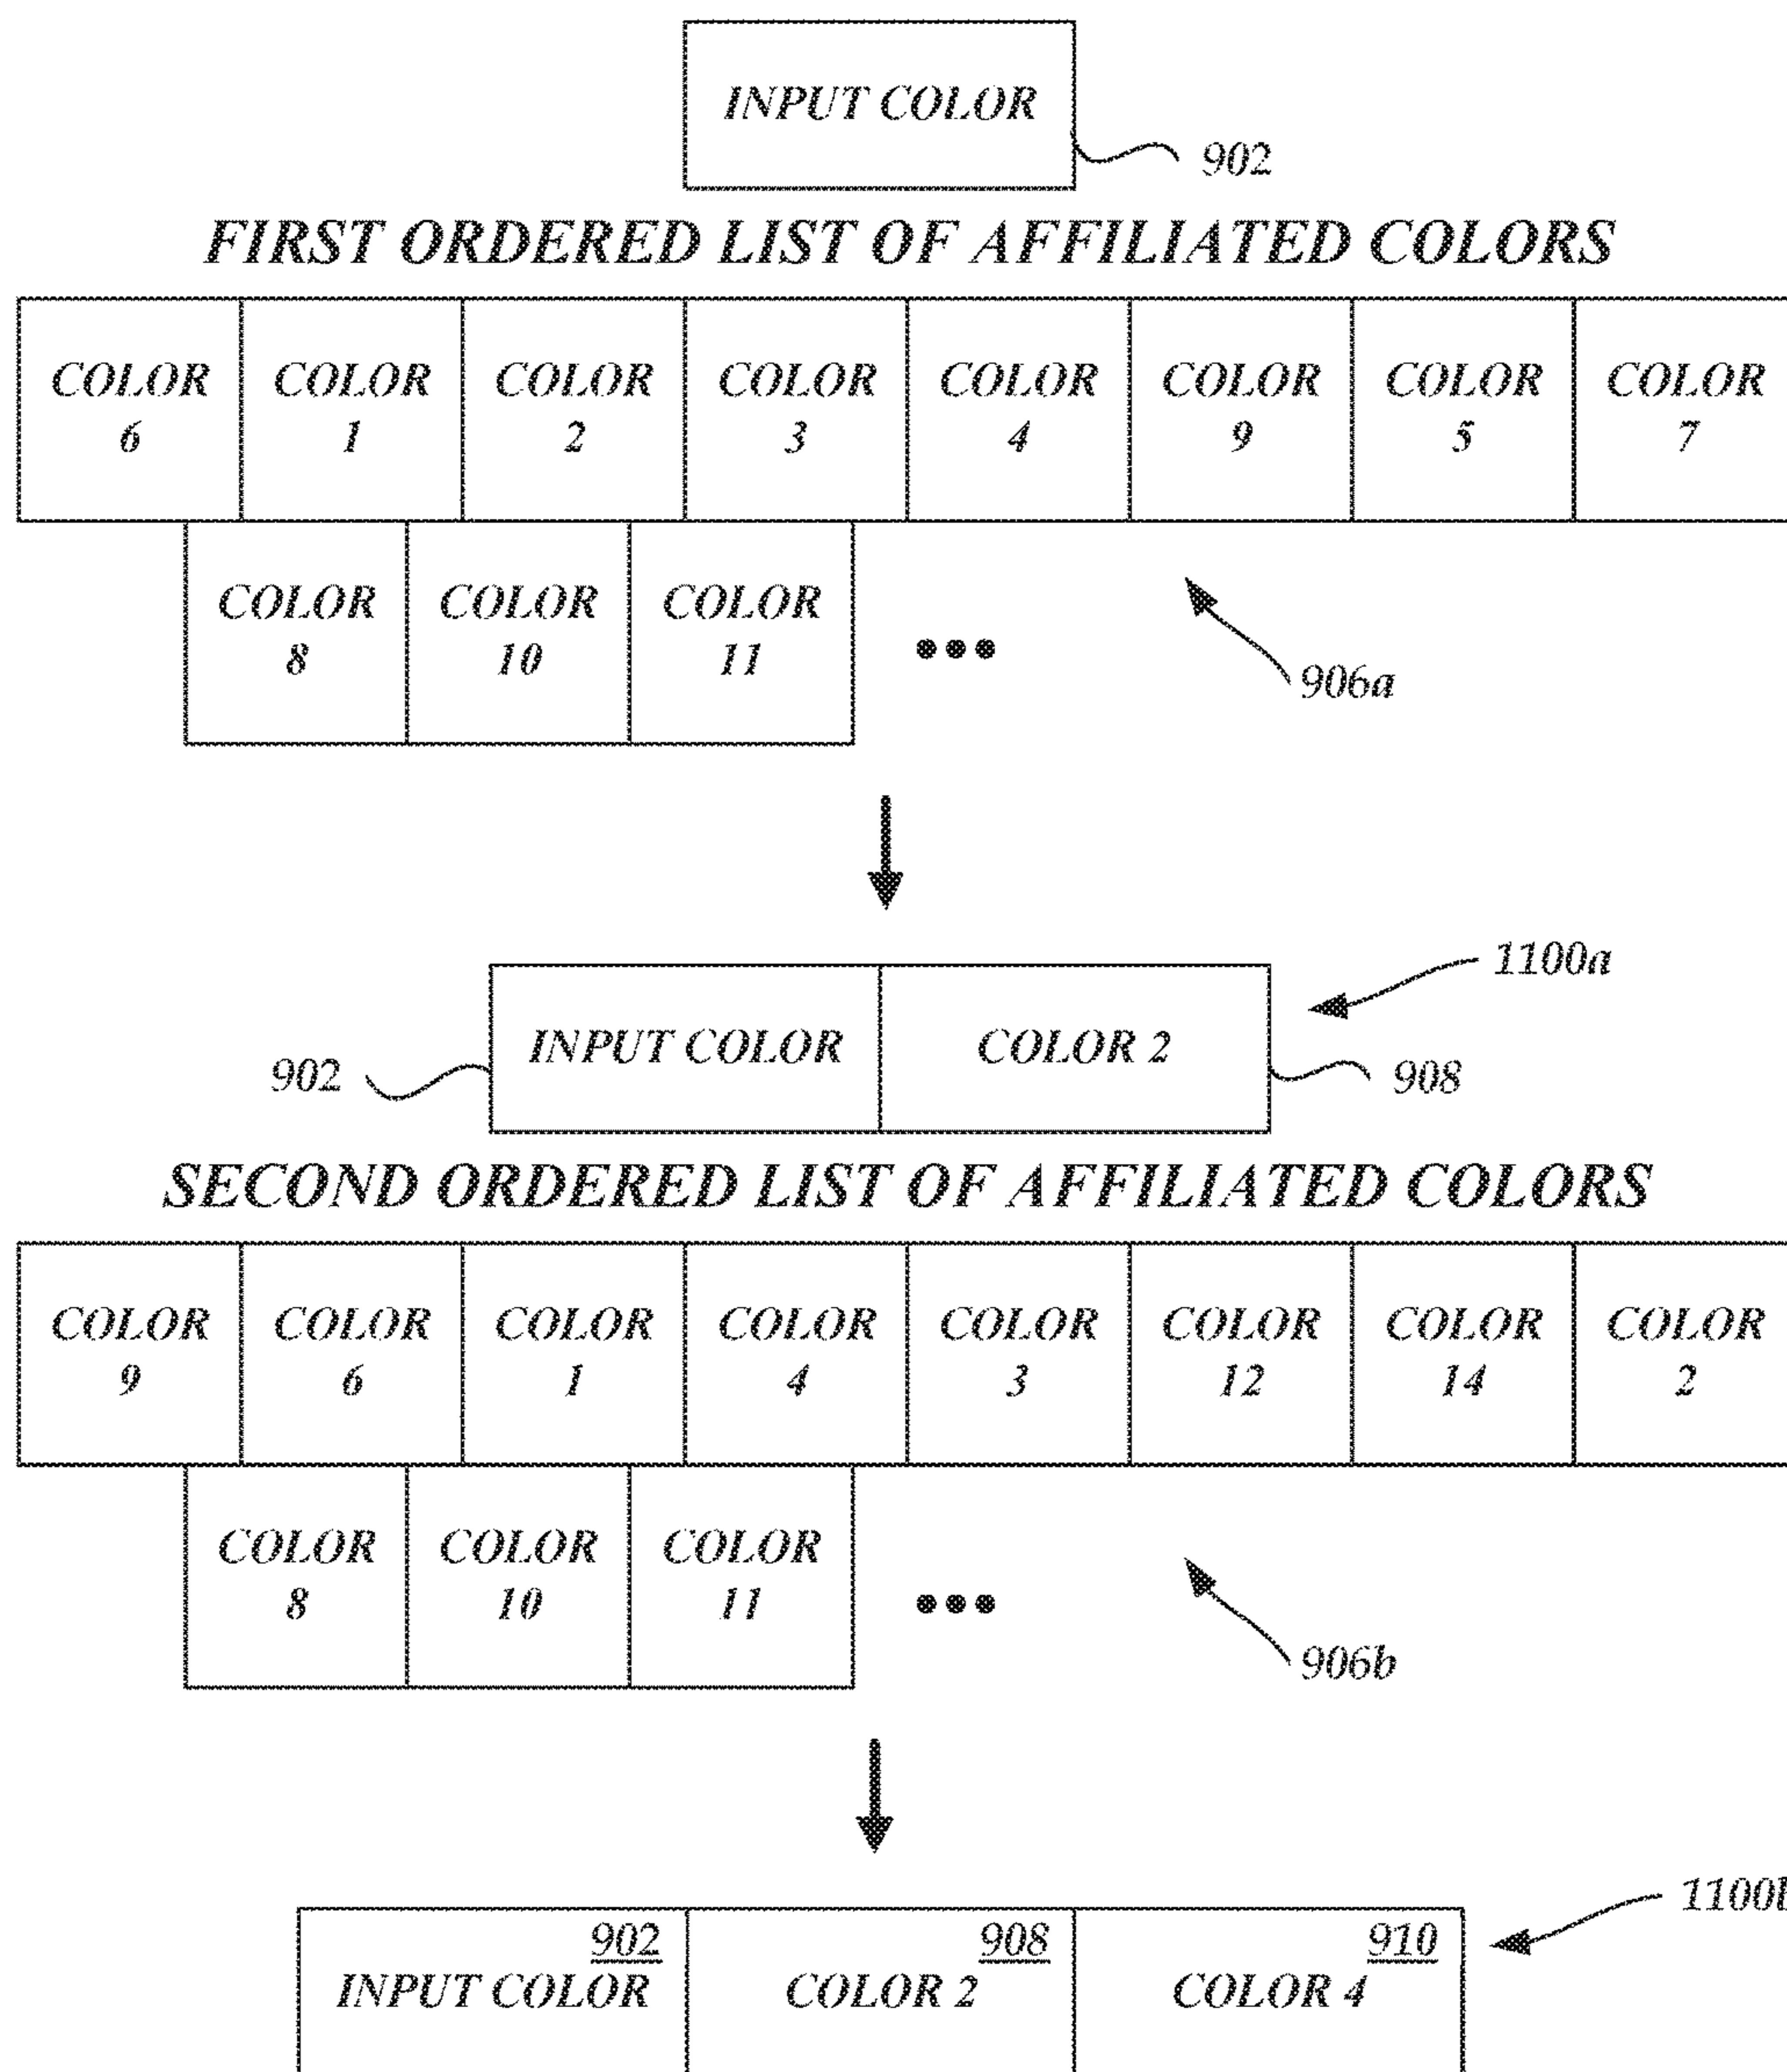 INPUT COLOR
902
FIRST ORDERED LIST OF AFFILIATED COLORS
COLOR COLOR COLOR COLOR COLOR COLOR COLOR COLOR
6 1 2 3 4 9 5 7
COLOR COLOR COLOR
8 10 11
•••
906a
1100a
INPUT COLOR COLOR 2
902
908
SECOND ORDERED LIST OF AFFILIATED COLORS
COLOR COLOR COLOR COLOR COLOR COLOR COLOR COLOR
9 6 1 4 3 12 14 2
COLOR COLOR COLOR
8 10 11
•••
906b
1100b
902 908 910
INPUT COLOR COLOR 2 COLOR 4